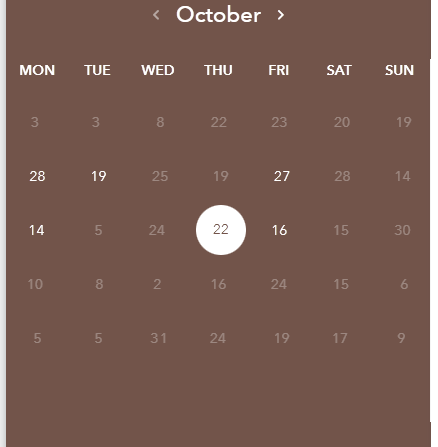 ‹ October ›
MON TUE WED THU FRI SAT SUN
3 3 8 22 23 20 19
28 19 25 19 27 28 14
14 5 24 22 16 15 30
10 8 2 16 24 15 6
5 5 31 24 19 17 9